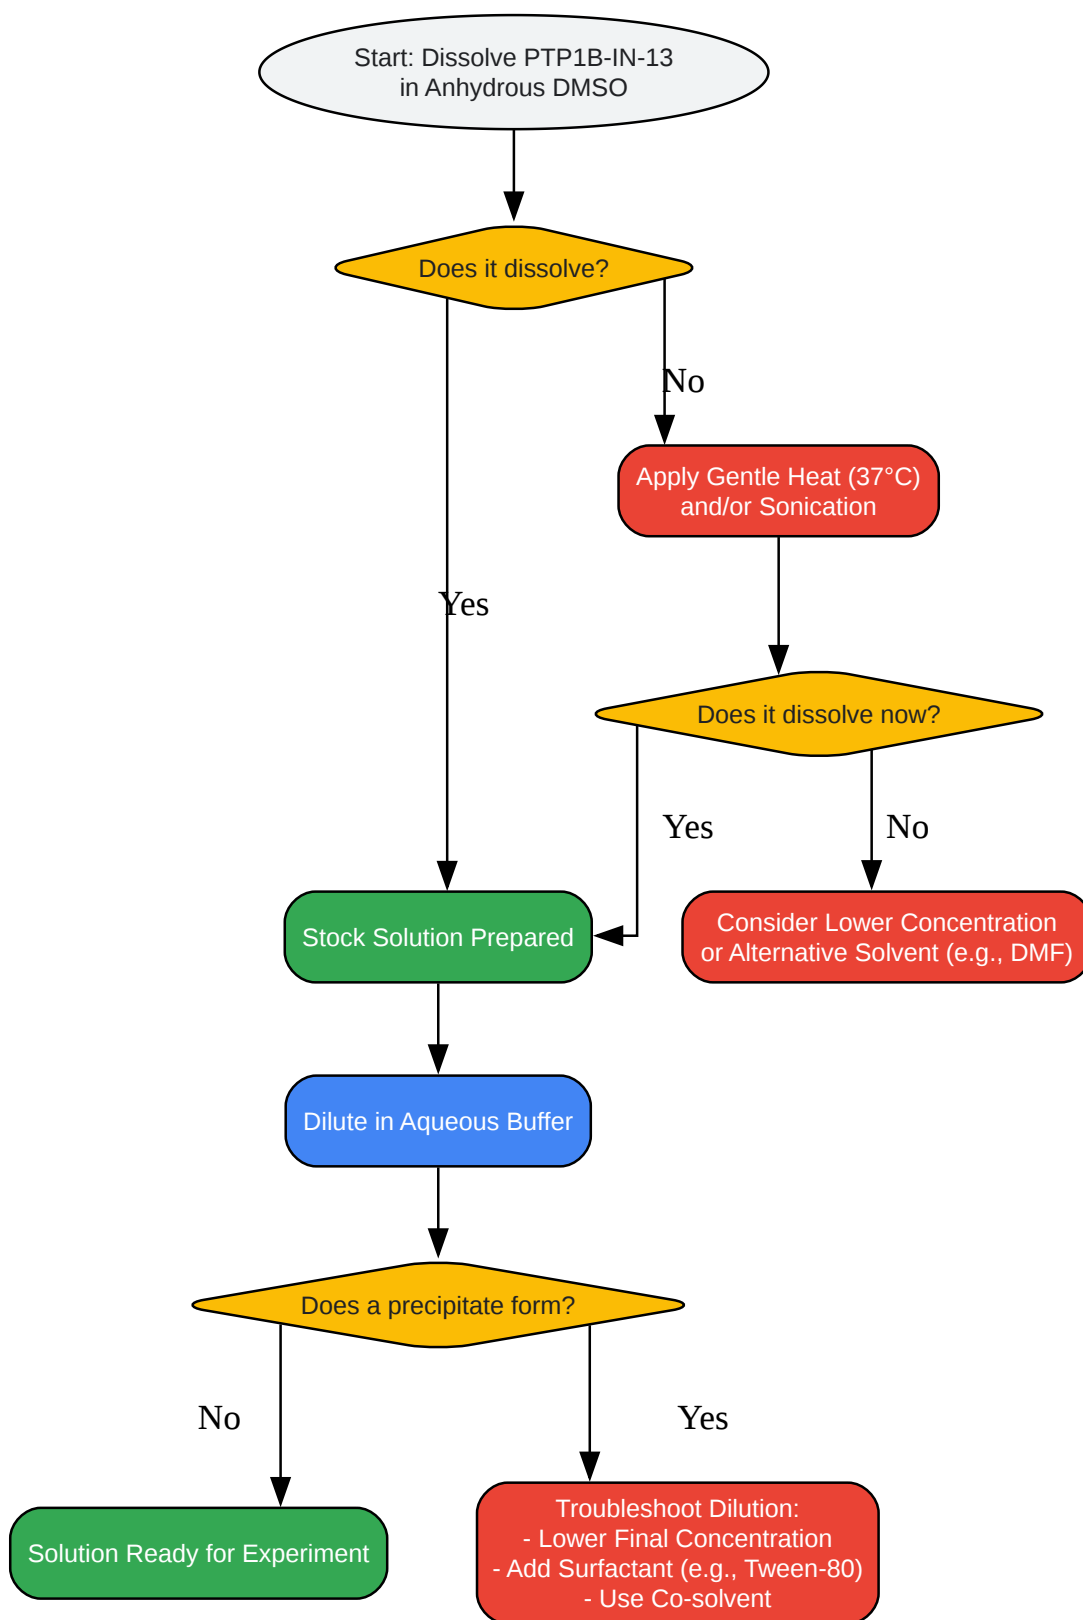 Start: Dissolve PTP1B-IN-13
in Anhydrous DMSO
Does it dissolve?
No
Apply Gentle Heat (37°C)
and/or Sonication
Yes
Does it dissolve now?
Yes
No
Stock Solution Prepared
Consider Lower Concentration
or Alternative Solvent (e.g., DMF)
Dilute in Aqueous Buffer
Does a precipitate form?
No
Yes
Solution Ready for Experiment
Troubleshoot Dilution:
- Lower Final Concentration
- Add Surfactant (e.g., Tween-80)
- Use Co-solvent